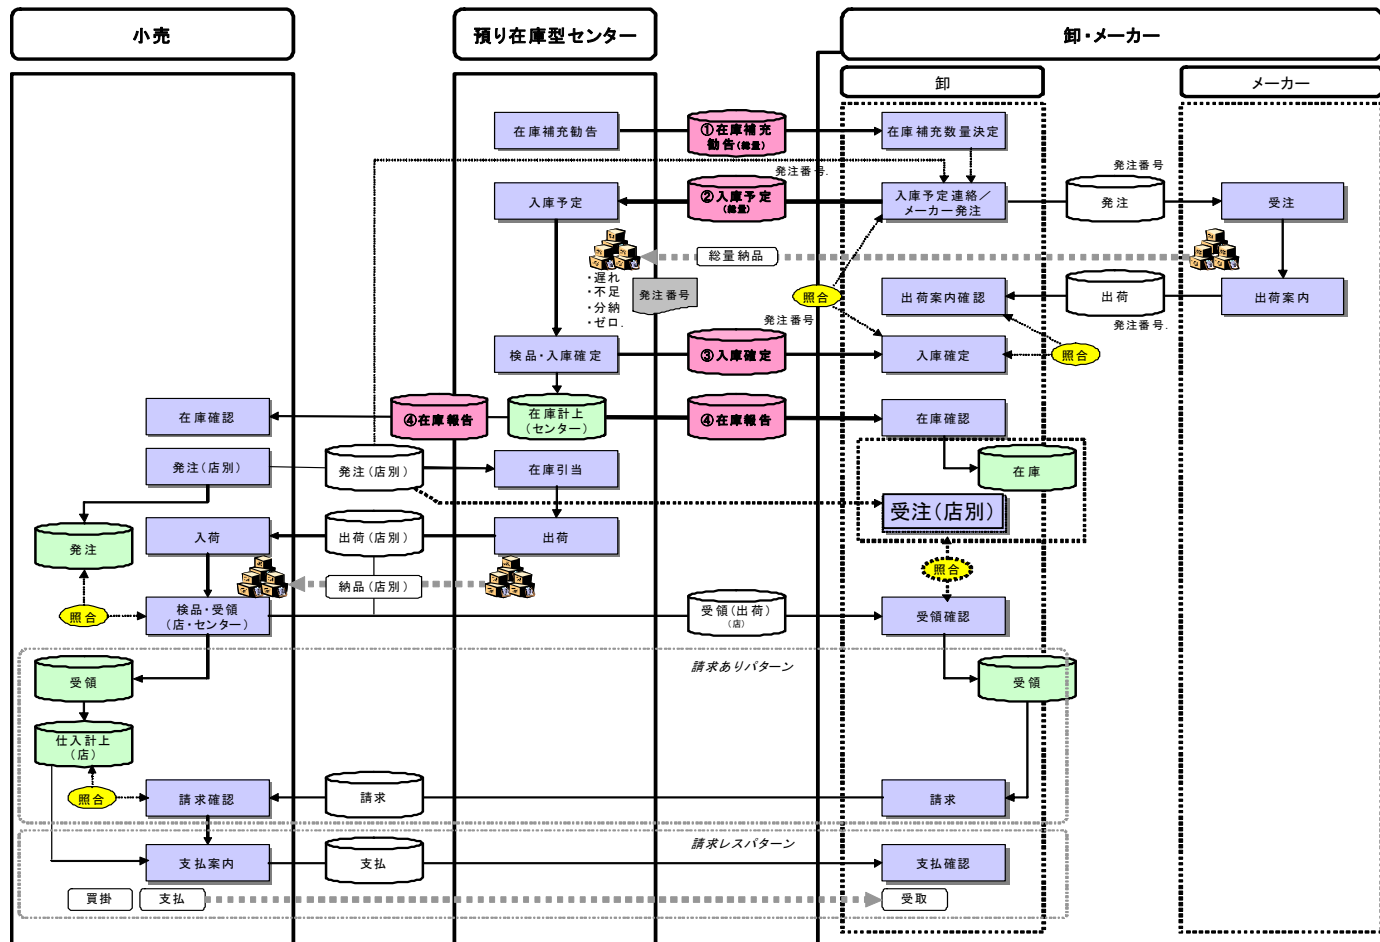 小売
預り在庫型センター
卸・メーカー
卸
メーカー
在庫補充勧告
①在庫補充
勧告(総量)
在庫補充数量決定
発注番号.
発注番号
入庫予定
②入庫予定
(総量)
入庫予定連絡／
メーカー発注
発注
受注
総量納品
・遅れ
・不足
・分納
・ゼロ.
発注番号
照合
出荷案内確認
出荷
出荷案内
発注番号
発注番号.
検品・入庫確定
③入庫確定
入庫確定
照合
在庫確認
④在庫報告
在庫計上
(センター)
④在庫報告
在庫確認
発注(店別)
発注(店別)
在庫引当
在庫
受注(店別)
発注
入荷
出荷(店別)
出荷
照合
納品(店別)
照合
検品・受領
(店・センター)
受領(出荷)
(店)
受領確認
請求ありパターン
受領
受領
仕入計上
(店)
照合
請求確認
請求
請求
請求レスパターン
支払案内
支払
支払確認
買掛
支払
受取